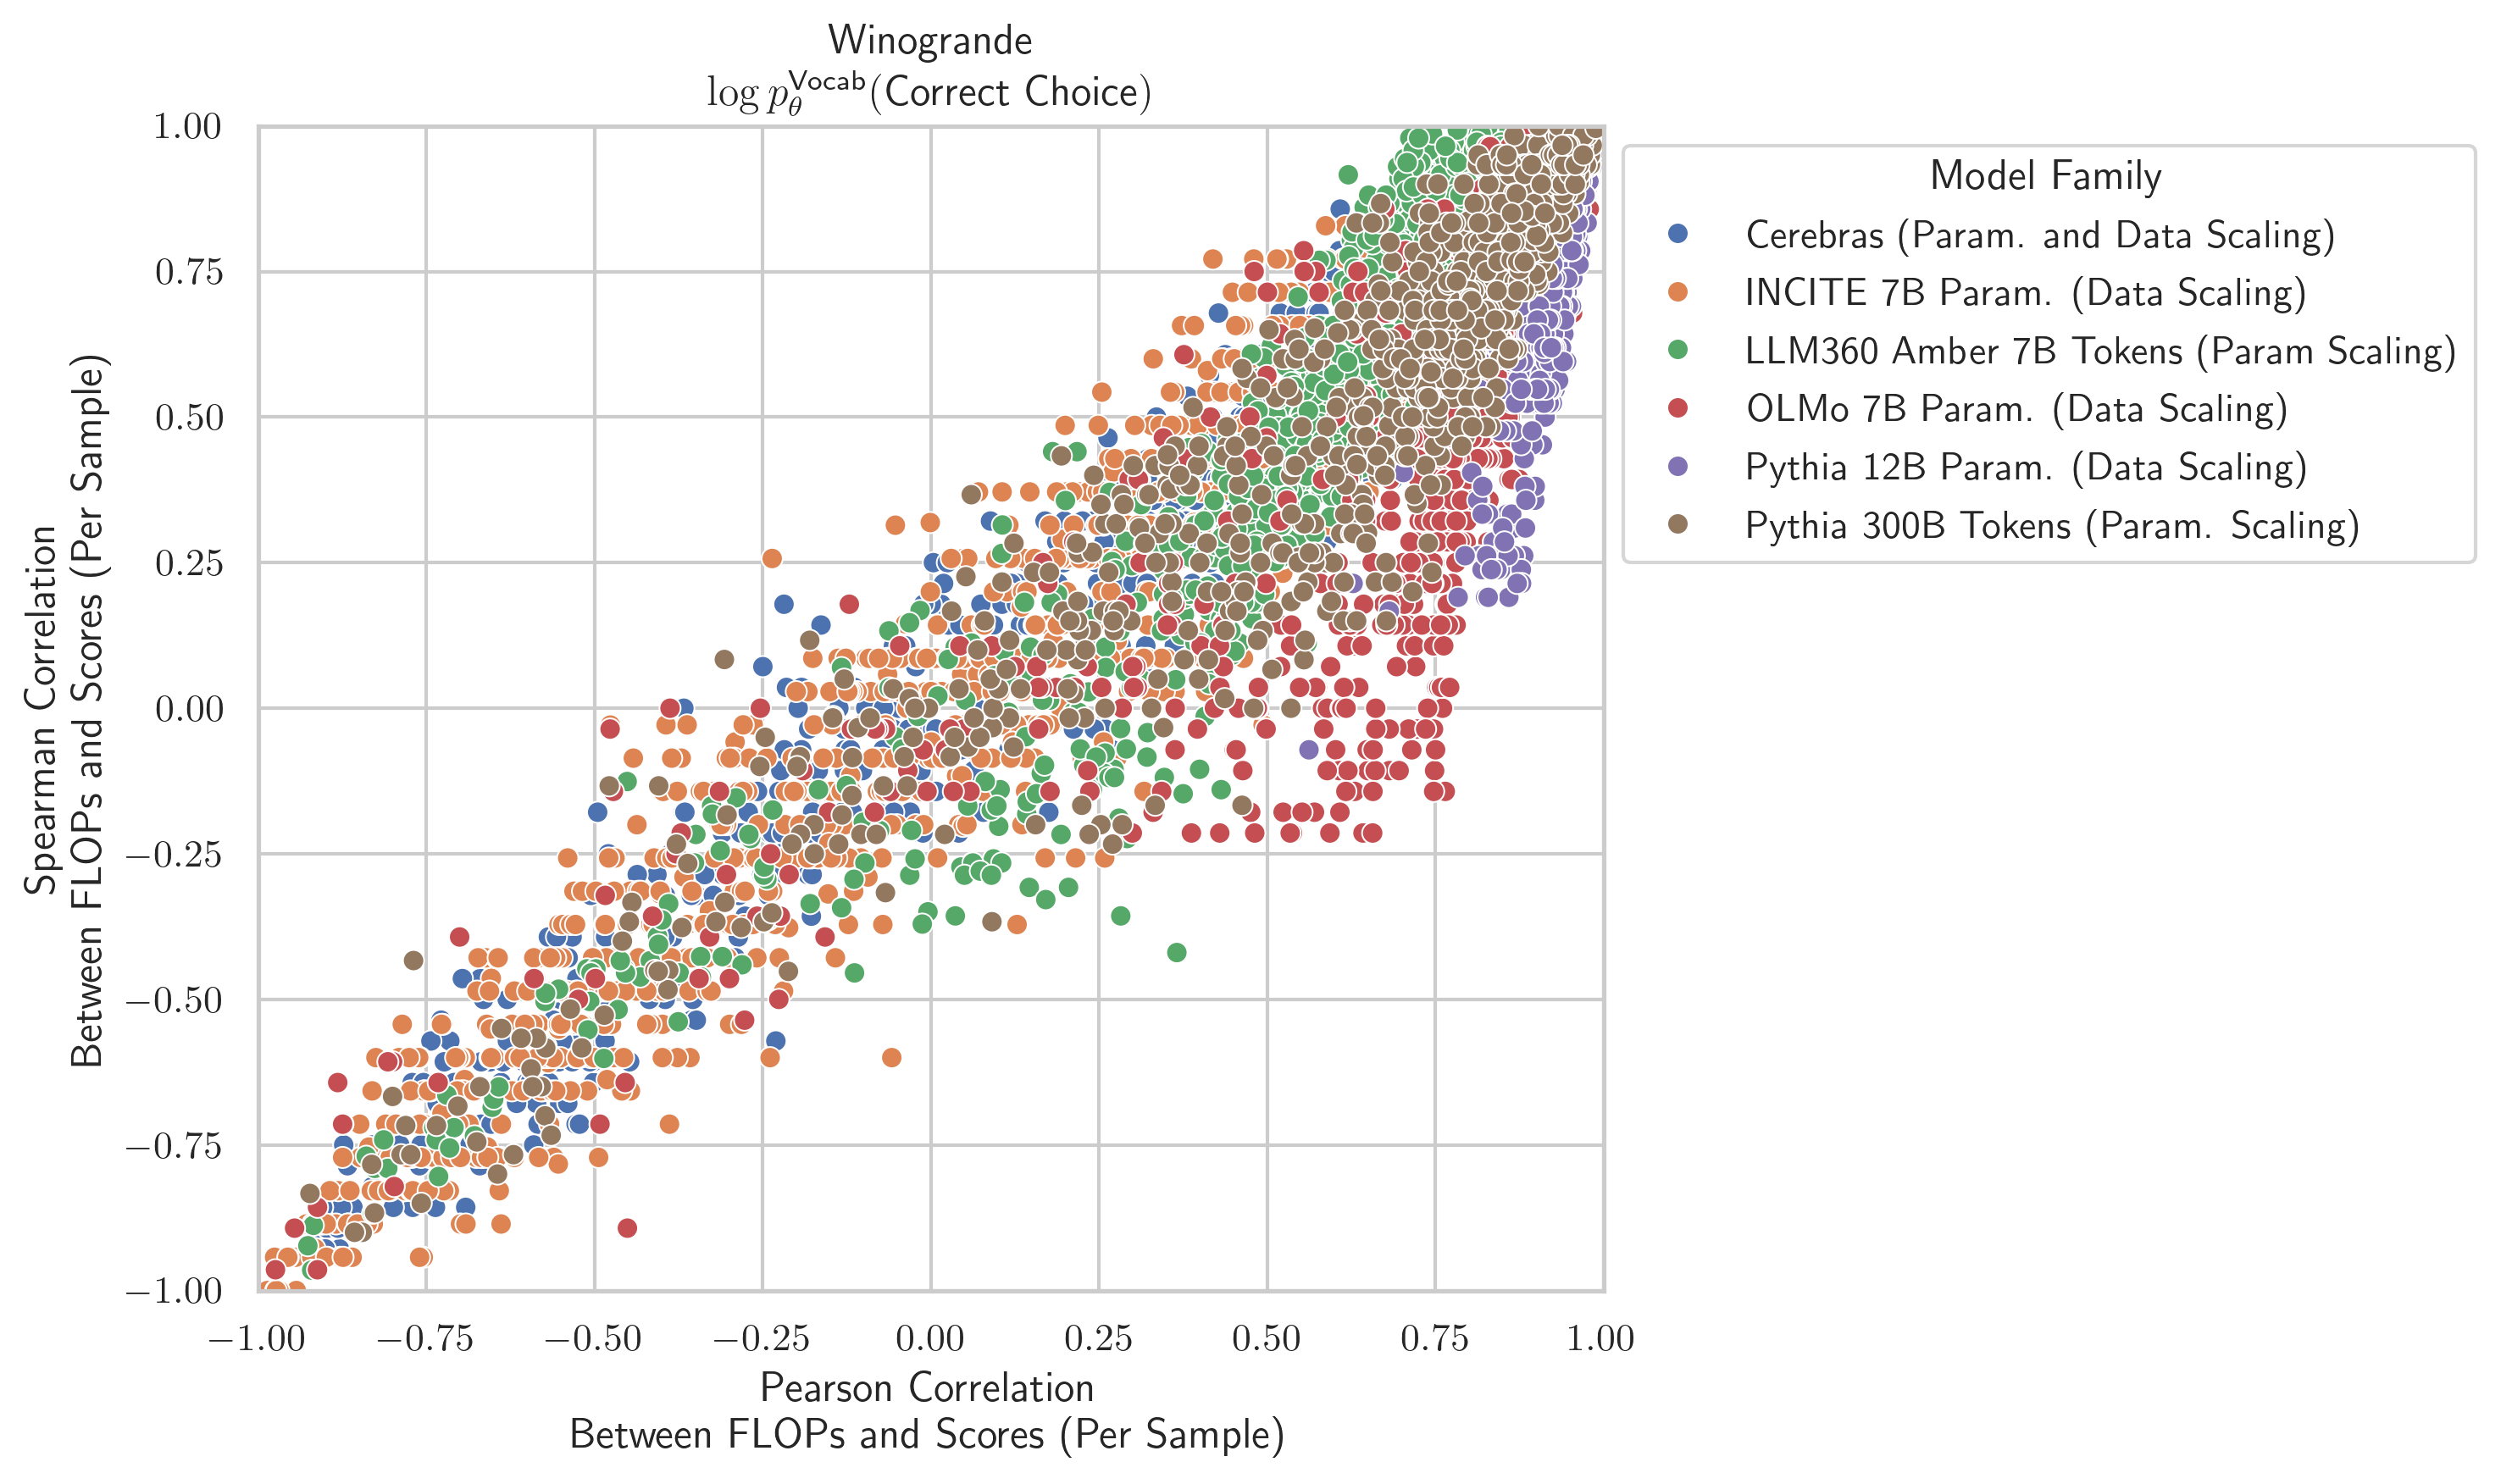 Winogrande
log p_θ^Vocab(Correct Choice)
1.00
0.75
0.50
0.25
0.00
−0.25
−0.50
−0.75
−1.00
Spearman Correlation
Between FLOPs and Scores (Per Sample)
−1.00 −0.75 −0.50 −0.25 0.00 0.25 0.50 0.75 1.00
Pearson Correlation
Between FLOPs and Scores (Per Sample)
Model Family
Cerebras (Param. and Data Scaling)
INCITE 7B Param. (Data Scaling)
LLM360 Amber 7B Tokens (Param Scaling)
OLMo 7B Param. (Data Scaling)
Pythia 12B Param. (Data Scaling)
Pythia 300B Tokens (Param. Scaling)